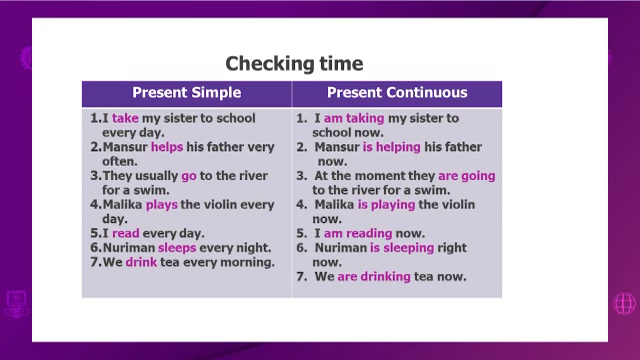 Checking time
Present Simple
1.I take my sister to school
every day.
2.Mansur helps his father very
often.
3.They usually go to the river
for a swim.
4.Malika plays the violin every
day.
5.I read every day.
6.Nuriman sleeps every night.
7.We drink tea every morning.
Present Continuous
1. I am taking my sister to
school now.
2. Mansur is helping his father
now.
3. At the moment they are going
to the river for a swim.
4. Malika is playing the violin
now.
5. I am reading now.
6. Nuriman is sleeping right
now.
7. We are drinking tea now.